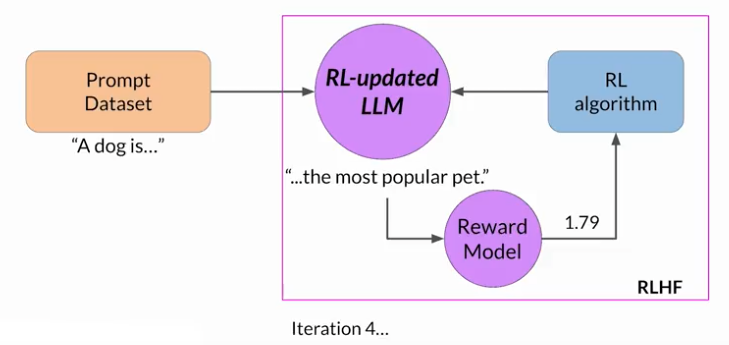 Prompt
Dataset
"A dog is..."
RL-updated
LLM
RL
algorithm
"...the most popular pet."
Reward
Model
1.79
RLHF
Iteration 4...